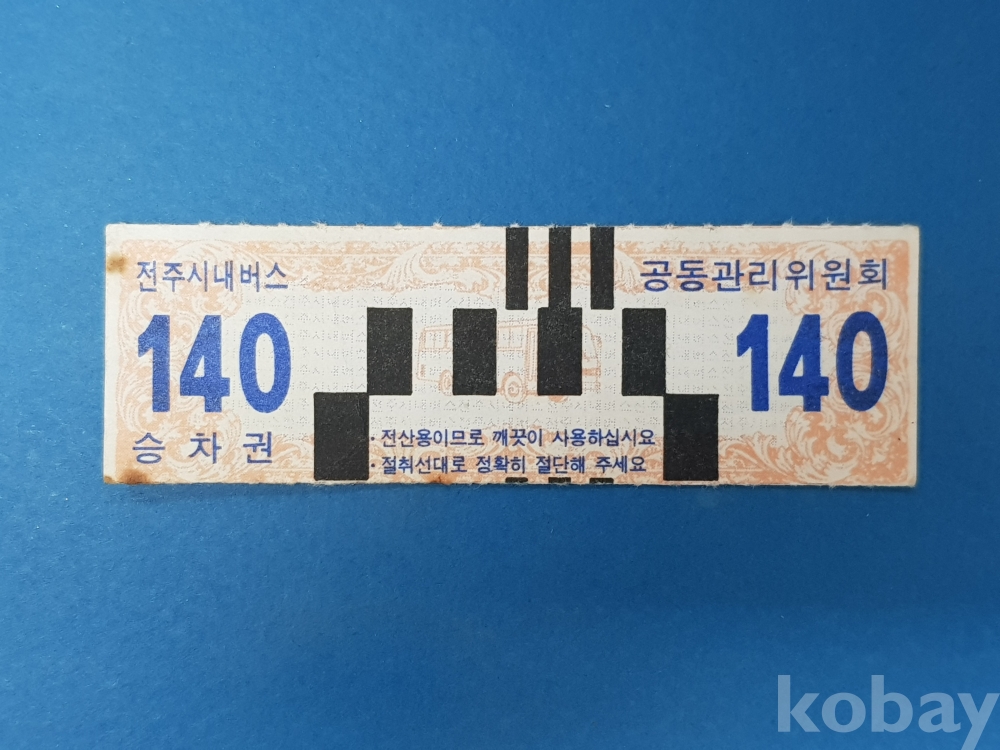 전주시내버스
공동관리위원회
140
140
승차권
· 전산용이므로 깨끗이 사용하십시요
· 절취선대로 정확히 절단해 주세요
kobay